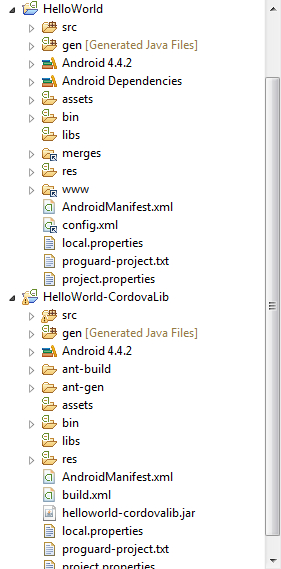 HelloWorld
src
gen [Generated Java Files]
Android 4.4.2
Android Dependencies
assets
bin
libs
merges
res
www
AndroidManifest.xml
config.xml
local.properties
proguard-project.txt
project.properties
HelloWorld-CordovaLib
src
gen [Generated Java Files]
Android 4.4.2
ant-build
ant-gen
assets
bin
libs
res
AndroidManifest.xml
build.xml
helloworld-cordovalib.jar
local.properties
proguard-project.txt
project.properties